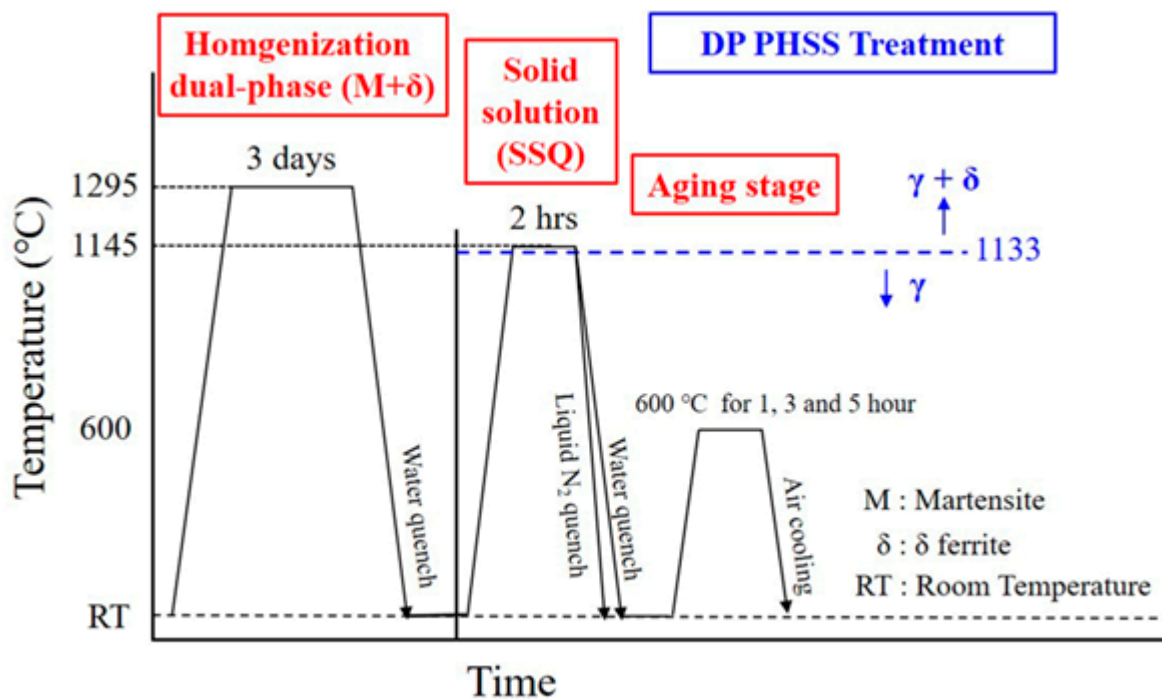 Homgenization
dual-phase (M+δ)
Solid
solution
(SSQ)
DP PHSS Treatment
Aging stage
3 days
2 hrs
γ + δ
1133
γ
Temperature (°C)
1295
1145
600
RT
600 °C for 1, 3 and 5 hour
Water quench
Liquid N₂ quench
Water quench
Air cooling
M : Martensite
δ : δ ferrite
RT : Room Temperature
Time